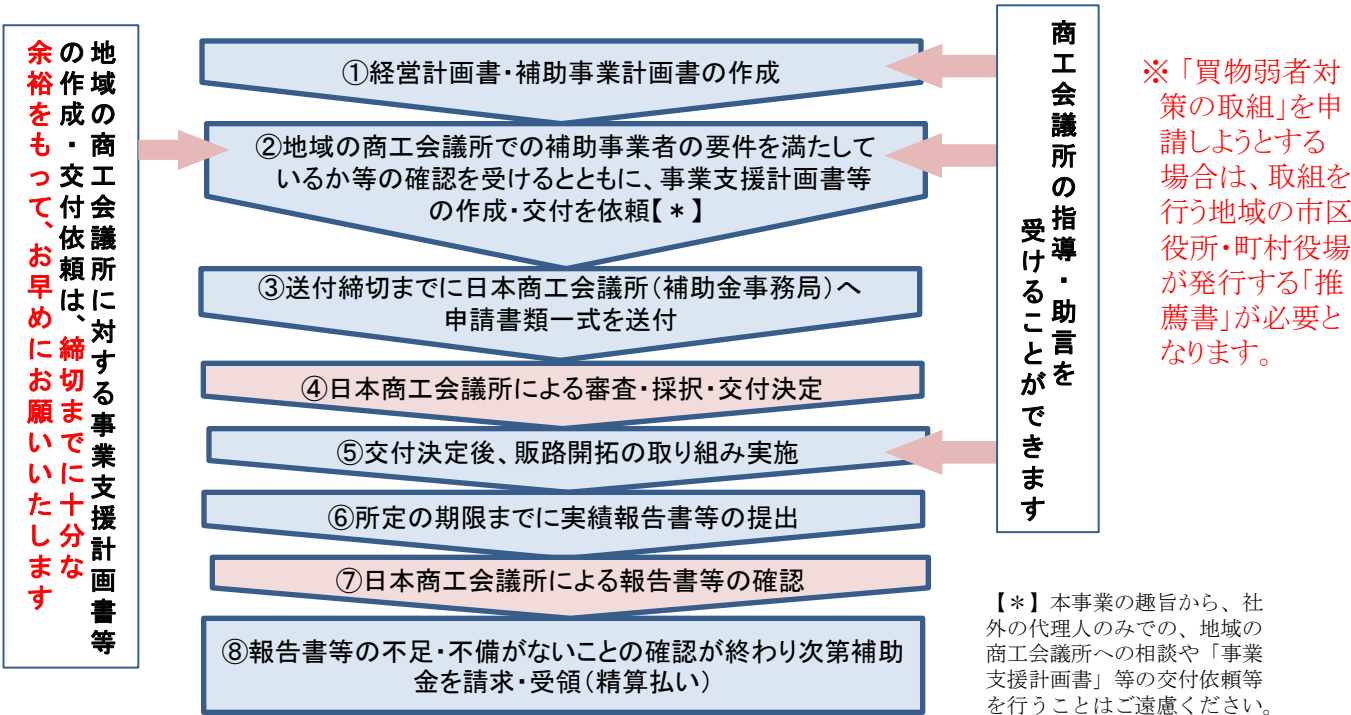 地域の商工会議所に対する事業支援計画書等
の作成・交付依頼は、締切までに十分な
余裕をもって、お早めにお願いいたします
①経営計画書・補助事業計画書の作成
②地域の商工会議所での補助事業者の要件を満たして
いるか等の確認を受けるとともに、事業支援計画書等
の作成・交付を依頼【＊】
③送付締切までに日本商工会議所（補助金事務局）へ
申請書類一式を送付
④日本商工会議所による審査・採択・交付決定
⑤交付決定後、販路開拓の取り組み実施
⑥所定の期限までに実績報告書等の提出
⑦日本商工会議所による報告書等の確認
⑧報告書等の不足・不備がないことの確認が終わり次第補助
金を請求・受領（精算払い）
商工会議所の指導・助言を
受けることができます
※「買物弱者対
策の取組」を申
請しようとする
場合は、取組を
行う地域の市区
役所・町村役場
が発行する「推
薦書」が必要と
なります。
【＊】本事業の趣旨から、社
外の代理人のみでの、地域の
商工会議所への相談や「事業
支援計画書」等の交付依頼等
を行うことはご遠慮ください。